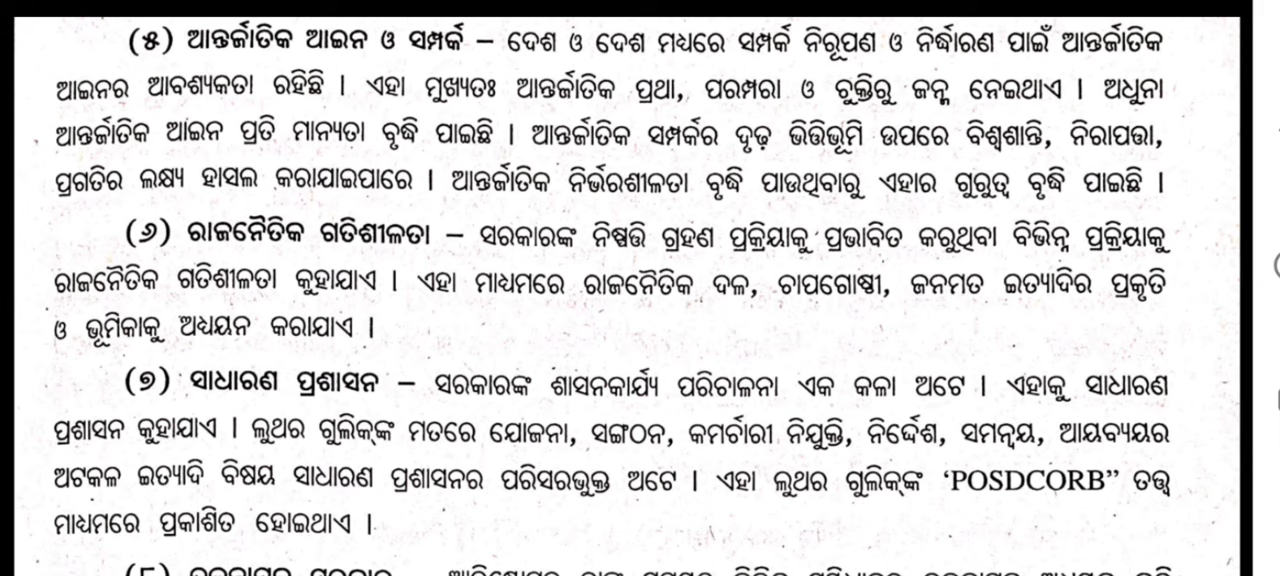 (୫) ଆନ୍ତର୍ଜାତିକ ଆଇନ ଓ ସମ୍ପର୍କ – ଦେଶ ଓ ଦେଶ ମଧ୍ୟରେ ସମ୍ପର୍କ ନିରୂପଣ ଓ ନିର୍ଦ୍ଧାରଣ ପାଇଁ ଆନ୍ତର୍ଜାତିକ
ଆଇନର ଆବଶ୍ୟକତା ରହିଛି । ଏହା ମୁଖ୍ୟତଃ ଆନ୍ତର୍ଜାତିକ ପ୍ରଥା, ପରମ୍ପରା ଓ ଚୁକ୍ତିରୁ ଜନ୍ମ ନେଇଥାଏ । ଅଧୁନା
ଆନ୍ତର୍ଜାତିକ ଆଇନ ପ୍ରତି ମାନ୍ୟତା ବୃଦ୍ଧି ପାଇଛି । ଆନ୍ତର୍ଜାତିକ ସମ୍ପର୍କର ଦୃଢ଼ ଭିତ୍ତିଭୂମି ଉପରେ ବିଶ୍ୱଶାନ୍ତି, ନିରାପତ୍ତା,
ପ୍ରଗତିର ଲକ୍ଷ୍ୟ ହାସଲ କରାଯାଇପାରେ । ଆନ୍ତର୍ଜାତିକ ନିର୍ଭରଶୀଳତା ବୃଦ୍ଧି ପାଉଥିବାରୁ ଏହାର ଗୁରୁତ୍ୱ ବୃଦ୍ଧି ପାଇଛି ।
(୬) ରାଜନୈତିକ ଗତିଶୀଳତା – ସରକାରଙ୍କ ନିଷ୍ପତ୍ତି ଗ୍ରହଣ ପ୍ରକ୍ରିୟାକୁ ପ୍ରଭାବିତ କରୁଥିବା ବିଭିନ୍ନ ପ୍ରକ୍ରିୟାକୁ
ରାଜନୈତିକ ଗତିଶୀଳତା କୁହାଯାଏ । ଏହା ମାଧ୍ୟମରେ ରାଜନୈତିକ ଦଳ, ଚାପଗୋଷ୍ଠୀ, ଜନମତ ଇତ୍ୟାଦିର ପ୍ରକୃତି
ଓ ଭୂମିକାକୁ ଅଧ୍ୟୟନ କରାଯାଏ ।
(୭) ସାଧାରଣ ପ୍ରଶାସନ – ସରକାରଙ୍କ ଶାସନକାର୍ଯ୍ୟ ପରିଚାଳନା ଏକ କଳା ଅଟେ । ଏହାକୁ ସାଧାରଣ
ପ୍ରଶାସନ କୁହାଯାଏ । ଲୁଥର ଗୁଲିକ୍‌ଙ୍କ ମତରେ ଯୋଜନା, ସଙ୍ଗଠନ, କର୍ମଚାରୀ ନିଯୁକ୍ତି, ନିର୍ଦ୍ଦେଶ, ସମନ୍ୱୟ, ଆୟବ୍ୟୟର
ଅଟକଳ ଇତ୍ୟାଦି ବିଷୟ ସାଧାରଣ ପ୍ରଶାସନର ପରିସରଭୁକ୍ତ ଅଟେ । ଏହା ଲୁଥର ଗୁଲିକ୍‌ଙ୍କ ‘POSDCORB’’ ତତ୍ତ୍ୱ
ମାଧ୍ୟମରେ ପ୍ରକାଶିତ ହୋଇଥାଏ ।